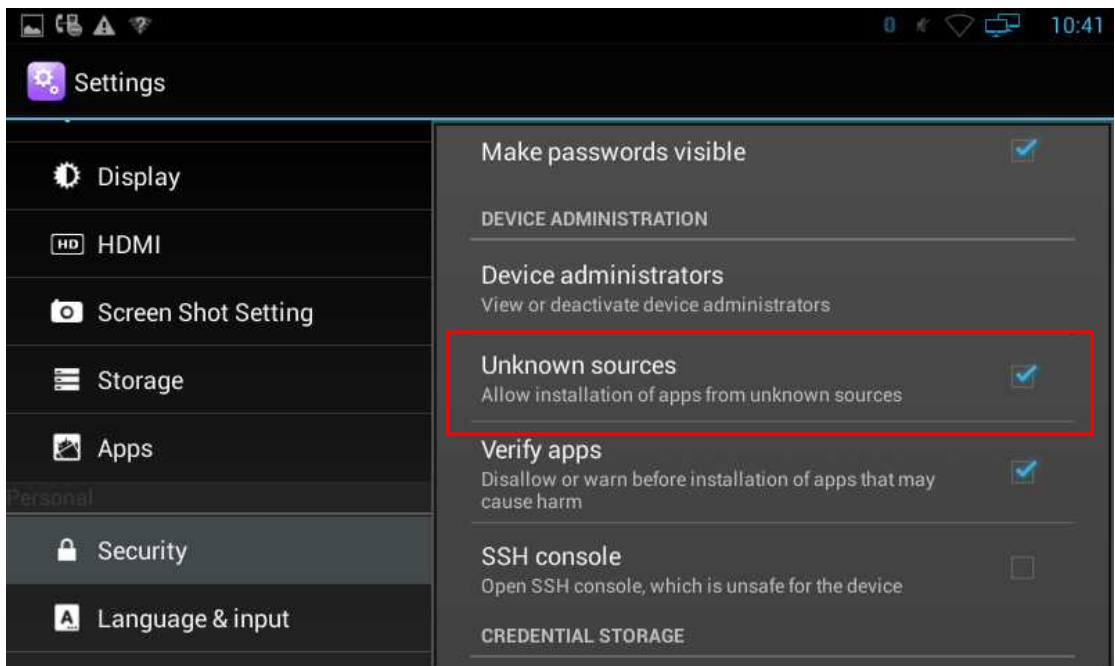 10:41
Settings
Display
HD HDMI
Screen Shot Setting
Storage
Apps
Personal
Security
A Language & input
Make passwords visible
DEVICE ADMINISTRATION
Device administrators
View or deactivate device administrators
Unknown sources
Allow installation of apps from unknown sources
Verify apps
Disallow or warn before installation of apps that may
cause harm
SSH console
Open SSH console, which is unsafe for the device
CREDENTIAL STORAGE